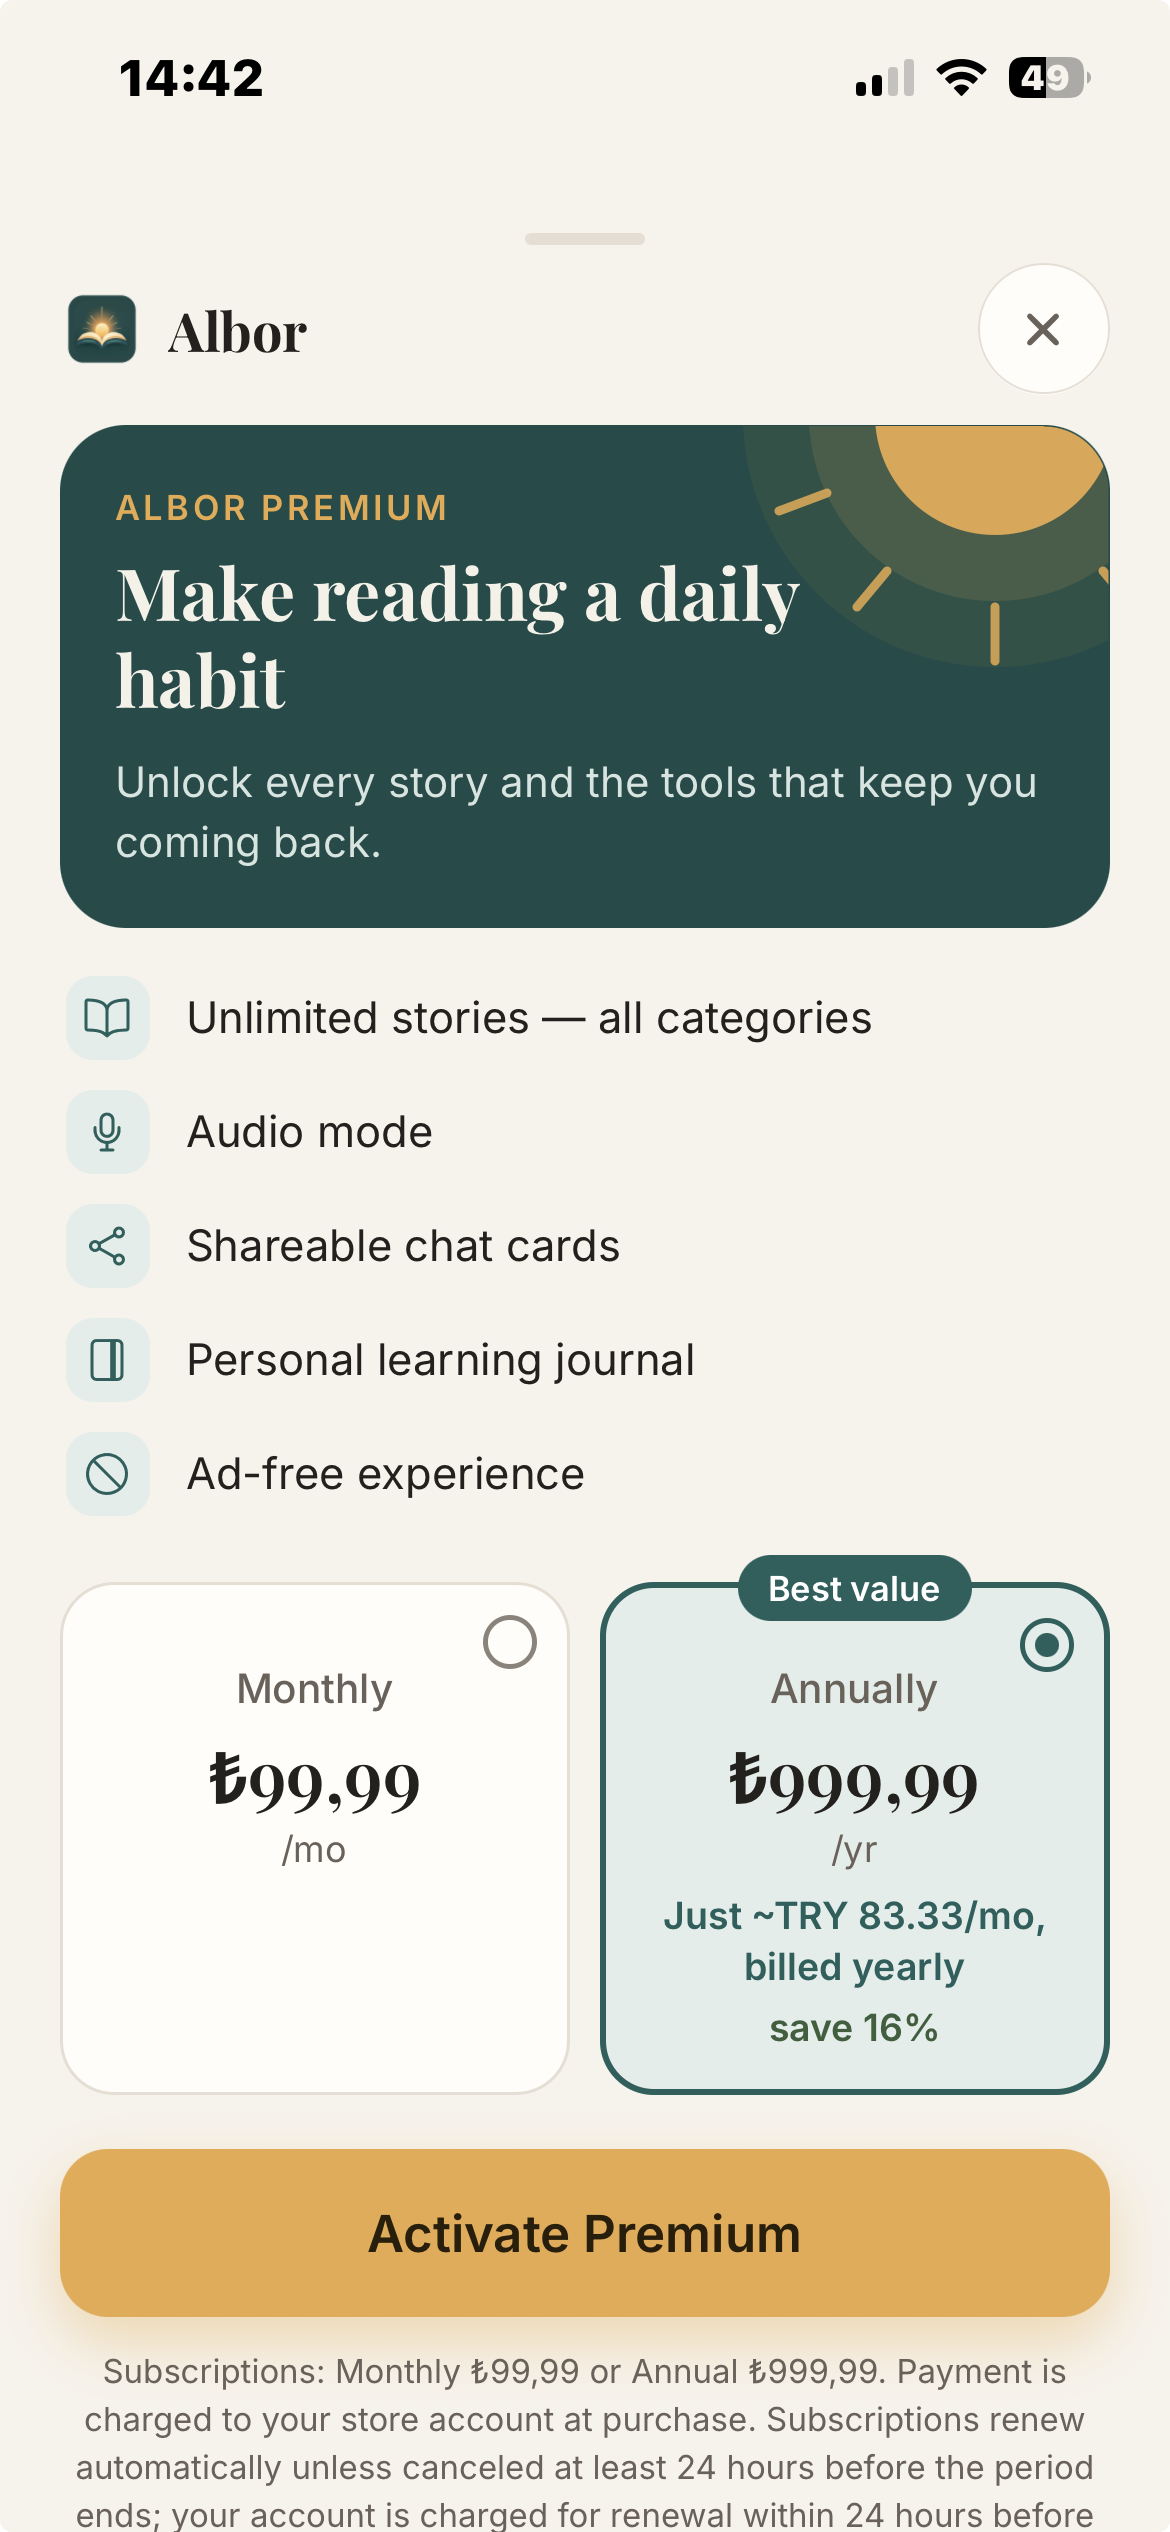 14:42
49
Albor
ALBOR PREMIUM
Make reading a daily
habit
Unlock every story and the tools that keep you
coming back.
Unlimited stories — all categories
Audio mode
Shareable chat cards
Personal learning journal
Ad-free experience
Monthly
₺99,99
/mo
Best value
Annually
₺999,99
/yr
Just ~TRY 83.33/mo,
billed yearly
save 16%
Activate Premium
Subscriptions: Monthly ₺99,99 or Annual ₺999,99. Payment is
charged to your store account at purchase. Subscriptions renew
automatically unless canceled at least 24 hours before the period
ends; your account is charged for renewal within 24 hours before